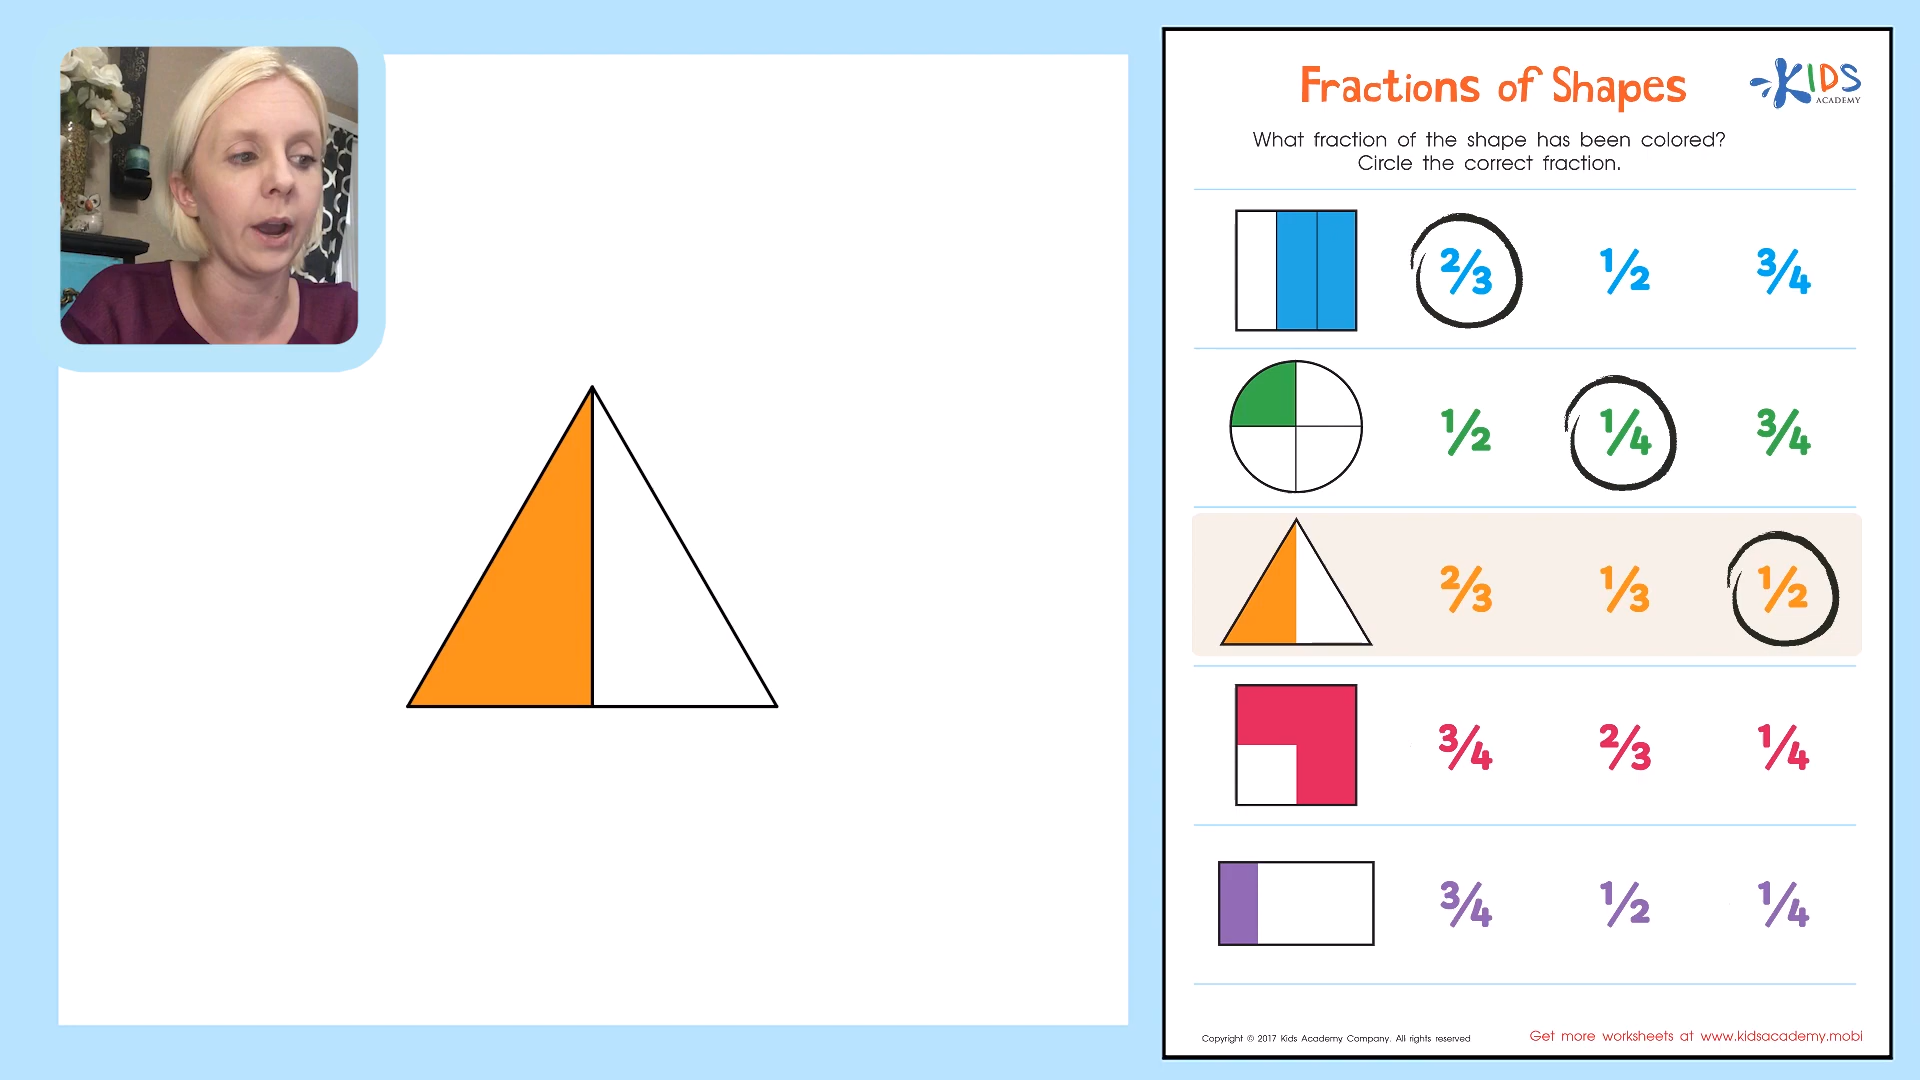 Fractions of Shapes
KIDS
ACADEMY
What fraction of the shape has been colored?
Circle the correct fraction.
2/3 1/2 3/4
1/2 1/4 3/4
2/3 1/3 1/2
3/4 2/3 1/4
3/4 1/2 1/4
Copyright © 2017 Kids Academy Company. All rights reserved
Get more worksheets at www.kidsacademy.mobi